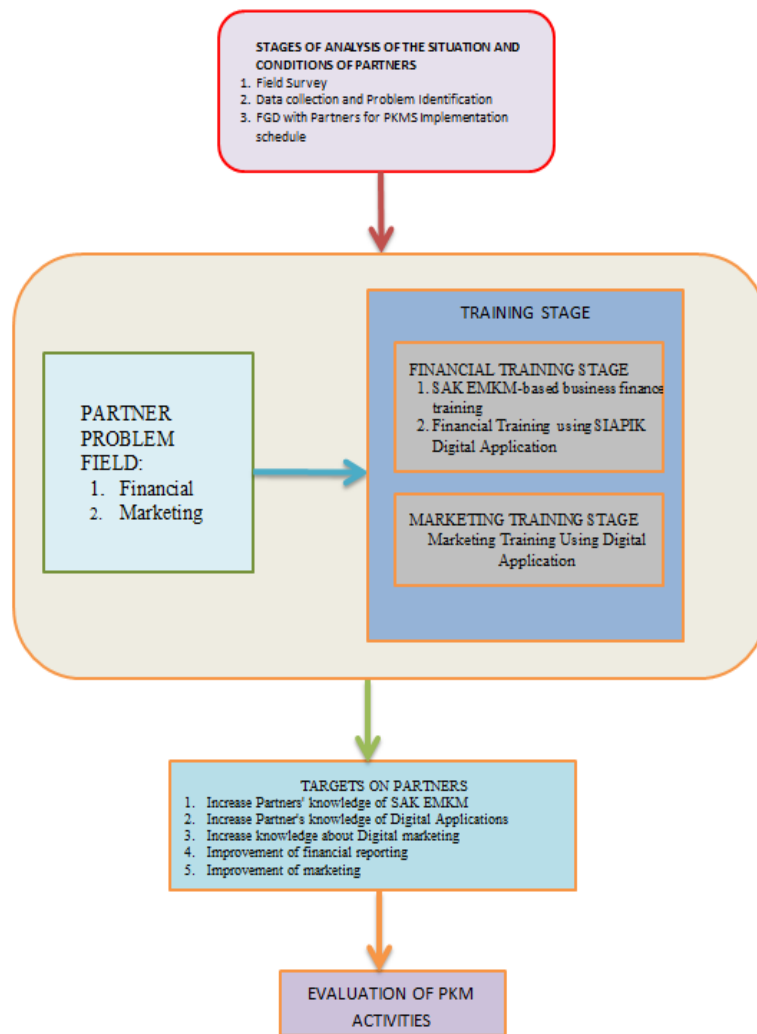 STAGES OF ANALYSIS OF THE SITUATION AND
CONDITIONS OF PARTNERS
1. Field Survey
2. Data collection and Problem Identification
3. FGD with Partners for PKMS Implementation
schedule
PARTNER
PROBLEM
FIELD:
1. Financial
2. Marketing
TRAINING STAGE
FINANCIAL TRAINING STAGE
1. SAK EMKM-based business finance
training
2. Financial Training using SIAPIK
Digital Application
MARKETING TRAINING STAGE
Marketing Training Using Digital
Application
TARGETS ON PARTNERS
1. Increase Partners' knowledge of SAK EMKM
2. Increase Partner's knowledge of Digital Applications
3. Increase knowledge about Digital marketing
4. Improvement of financial reporting
5. Improvement of marketing
EVALUATION OF PKM
ACTIVITIES